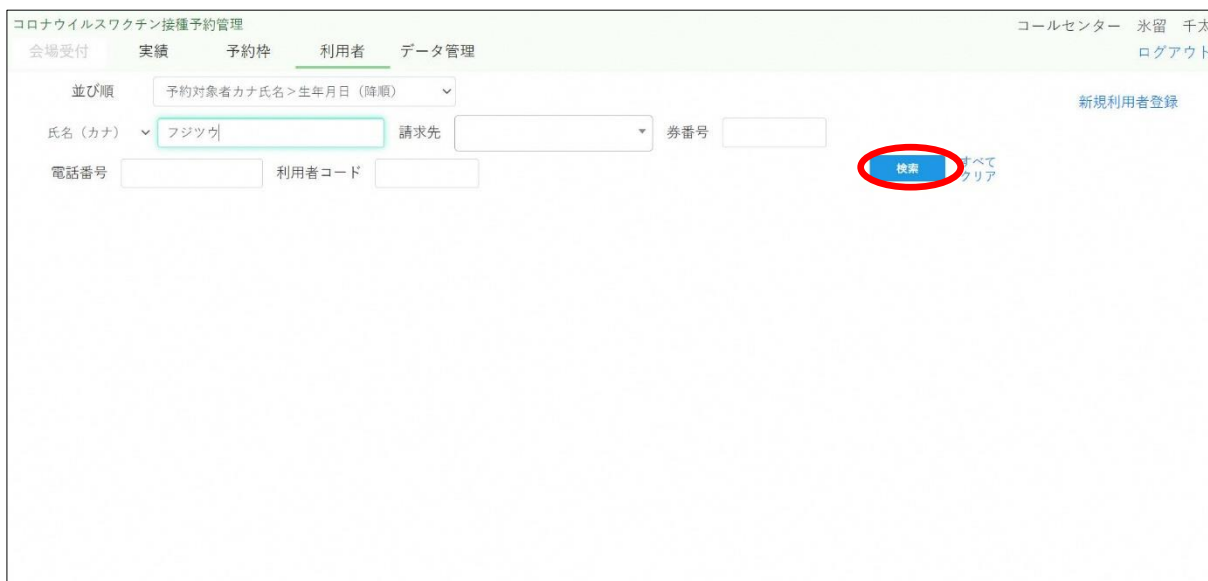 コロナウイルスワクチン接種予約管理 コールセンター 氷留 千太
会場受付 実績 予約枠 利用者 データ管理 ログアウト
並び順 予約対象者カナ氏名>生年月日（降順）
新規利用者登録
氏名（カナ） フジツウ 請求先 券番号
電話番号 利用者コード 検索 すべて
クリア